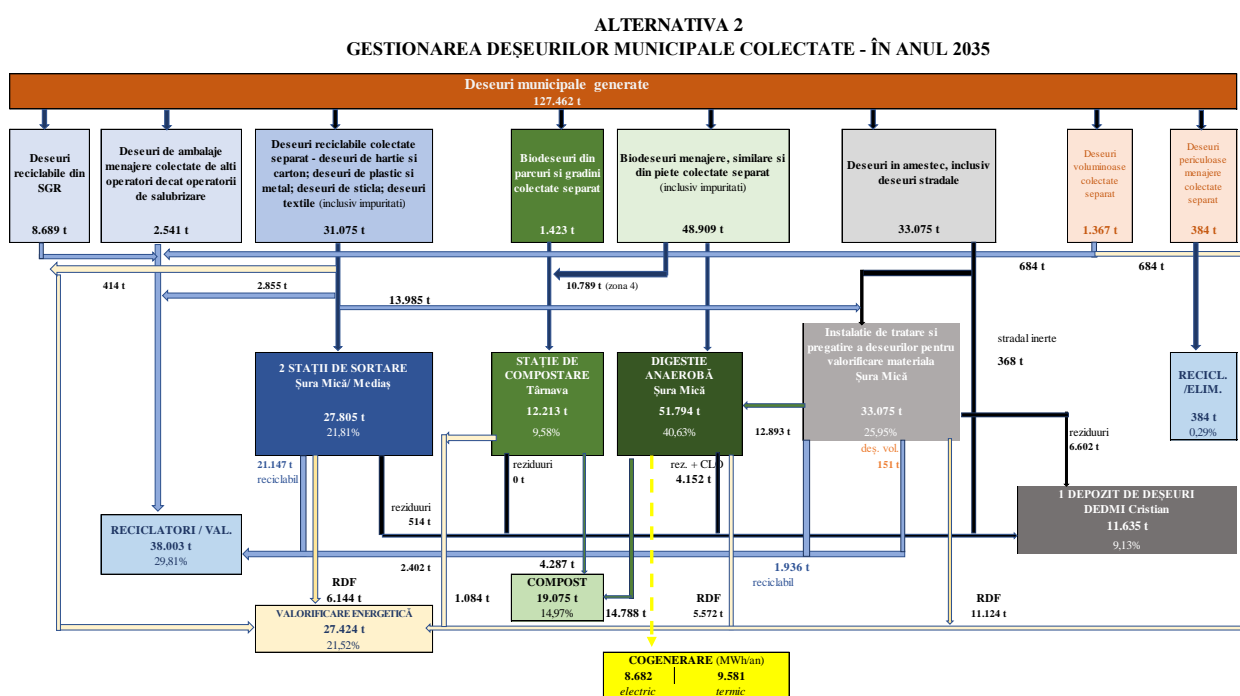 ALTERNATIVA 2
GESTIONAREA DEȘEURILOR MUNICIPALE COLECTATE - ÎN ANUL 2035
Deseuri municipale generate
127.462 t
Deseuri
reciclabile din
SGR
8.689 t
Deseuri de ambalaje
menajere colectate de alti
operatori decat operatorii
de salubrizare
2.541 t
Deseuri reciclabile colectate
separat - deseuri de hartie si
carton; deseuri de plastic si
metal; deseuri de sticla; deseuri
textile (inclusiv impuritati)
31.075 t
Biodeseuri din
parcuri si gradini
colectate separat
1.423 t
Biodeseuri menajere, similare si
din piete colectate separat
(inclusiv impuritati)
48.909 t
Deseuri in amestec, inclusiv
deseuri stradale
33.075 t
Deseuri
voluminoase
colectate
separat
1.367 t
Deseuri
periculoase
menajere
colectate
separat
384 t
684 t
684 t
414 t
2.855 t
10.789 t (zona 4)
13.985 t
2 STAȚII DE SORTARE
Șura Mică/ Mediaș
27.805 t
21,81%
STAȚIE DE
COMPOSTARE
Târnava
12.213 t
9,58%
DIGESTIE
ANAEROBĂ
Șura Mică
51.794 t
40,63%
Instalatie de tratare si
pregatire a deseurilor pentru
valorificare materiala
Șura Mică
33.075 t
25,95%
stradal inerte
368 t
RECICL.
/ELIM.
384 t
0,29%
12.893 t
deș. vol.
151 t
reziduuri
6.602 t
21.147 t
reciclabil
reziduuri
0 t
rez. + CLO
4.152 t
reziduuri
514 t
1 DEPOZIT DE DEȘEURI
DEDMI Cristian
11.635 t
9,13%
RECICLATORI / VAL.
38.003 t
29,81%
2.402 t
4.287 t
1.936 t
reciclabil
RDF
6.144 t
1.084 t
COMPOST
19.075 t
14,97%
14.788 t
RDF
5.572 t
RDF
11.124 t
VALORIFICARE ENERGETICĂ
27.424 t
21,52%
COGENERARE (MWh/an)
8.682 9.581
electric termic